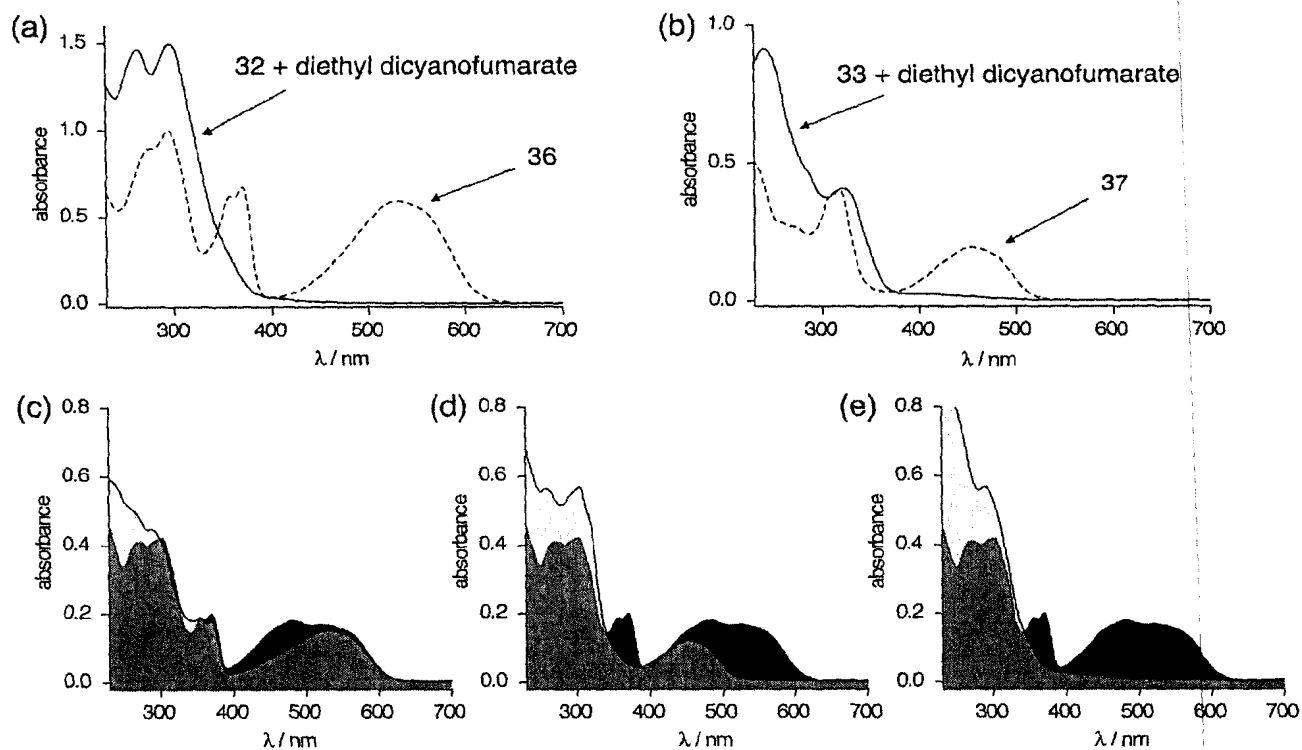 (a)
1.5
1.0
0.5
0.0
absorbance
32 + diethyl dicyanofumarate
36
300 400 500 600 700
λ / nm
(b)
1.0
0.5
0.0
absorbance
33 + diethyl dicyanofumarate
37
300 400 500 600 700
λ / nm
(c)
0.8
0.6
0.4
0.2
0.0
absorbance
300 400 500 600 700
λ / nm
(d)
0.8
0.6
0.4
0.2
0.0
absorbance
300 400 500 600 700
λ / nm
(e)
0.8
0.6
0.4
0.2
0.0
absorbance
300 400 500 600 700
λ / nm